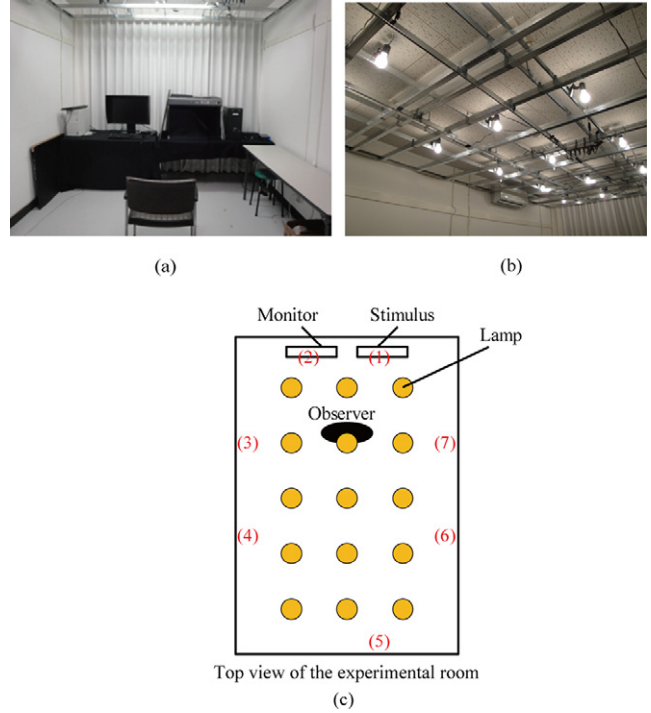 (a)
(b)
Monitor
Stimulus
Lamp
(2)
(1)
Observer
(3)
(7)
(4)
(6)
(5)
Top view of the experimental room
(c)